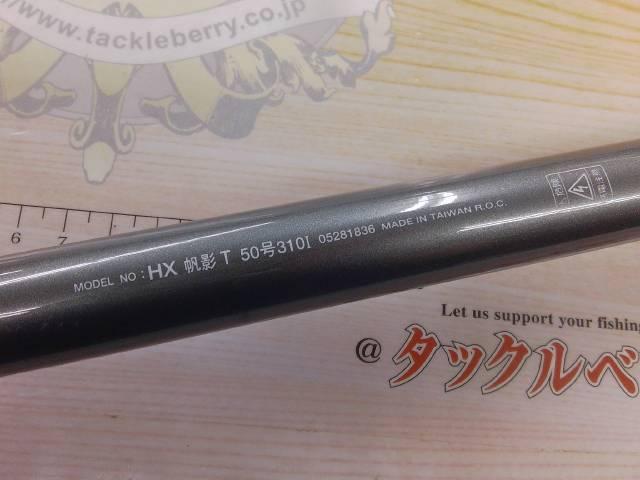 //www.tackleberry.co.jp
6 7
MODEL NO : HX 帆影 T 50号310I 05281836 MADE IN TAIWAN R.O.C.
Let us support your fishing
@ タックルベ